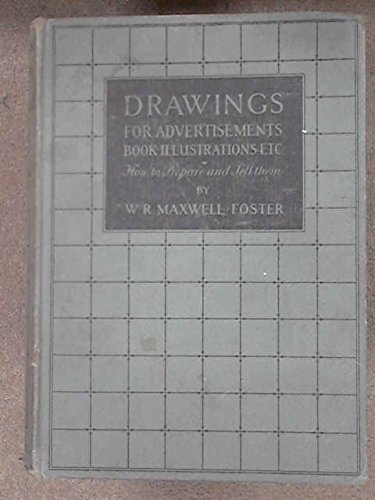 DRAWINGS
FOR ADVERTISEMENTS
BOOK ILLUSTRATIONS·ETC
How to Prepare and Sell them
BY
W. R. MAXWELL FOSTER